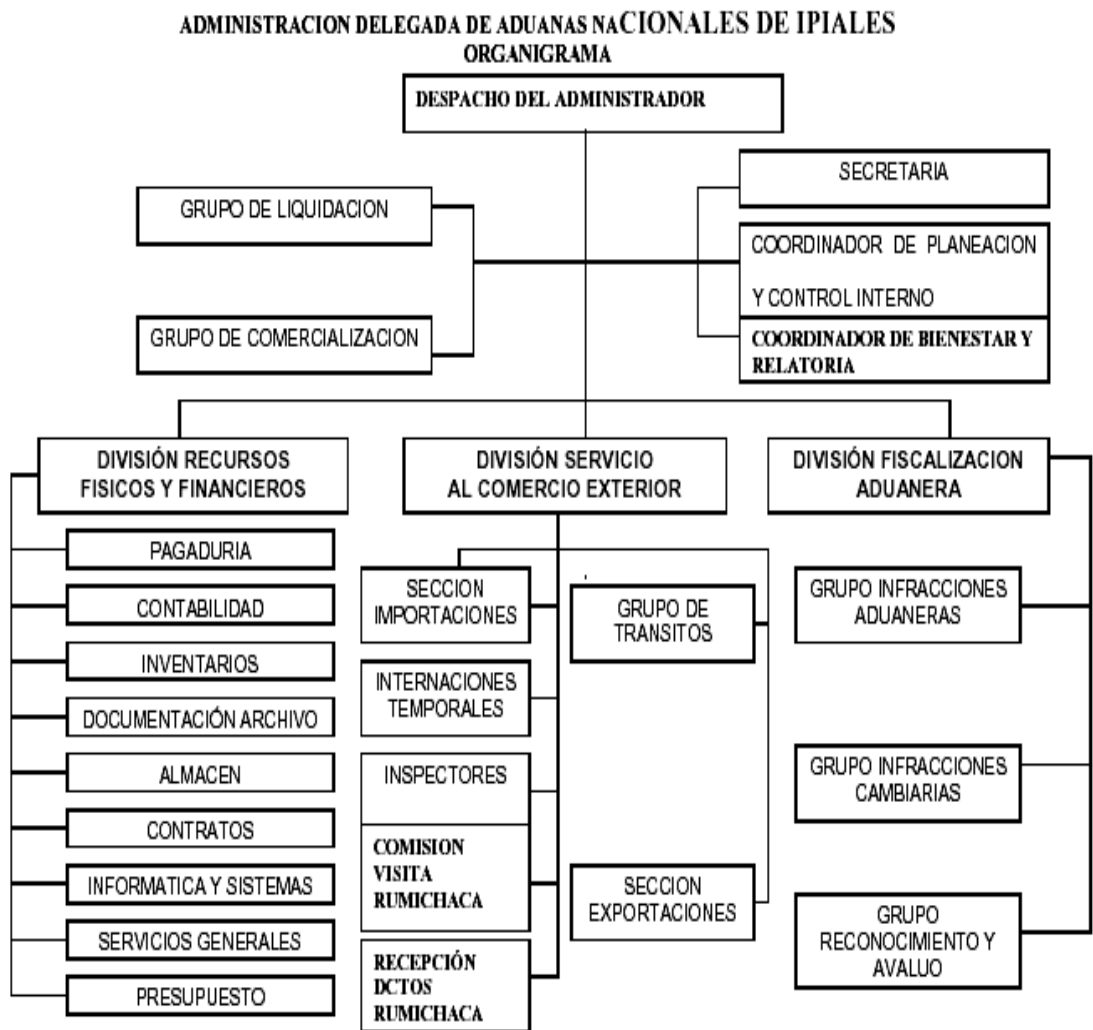 ADMINISTRACION DELEGADA DE ADUANAS NACIONALES DE IPIALES
ORGANIGRAMA
DESPACHO DEL ADMINISTRADOR
GRUPO DE LIQUIDACION
GRUPO DE COMERCIALIZACION
SECRETARIA
COORDINADOR DE PLANEACION
Y CONTROL INTERNO
COORDINADOR DE BIENESTAR Y
RELATORIA
DIVISIÓN RECURSOS
FISICOS Y FINANCIEROS
PAGADURIA
CONTABILIDAD
INVENTARIOS
DOCUMENTACIÓN ARCHIVO
ALMACEN
CONTRATOS
INFORMATICA Y SISTEMAS
SERVICIOS GENERALES
PRESUPUESTO
DIVISIÓN SERVICIO
AL COMERCIO EXTERIOR
SECCION
IMPORTACIONES
INTERNACIONES
TEMPORALES
INSPECTORES
COMISION
VISITA
RUMICHACA
RECEPCIÓN
DCTOS
RUMICHACA
GRUPO DE
TRANSITOS
SECCION
EXPORTACIONES
DIVISIÓN FISCALIZACION
ADUANERA
GRUPO INFRACCIONES
ADUANERAS
GRUPO INFRACCIONES
CAMBIARIAS
GRUPO
RECONOCIMIENTO Y
AVALUO